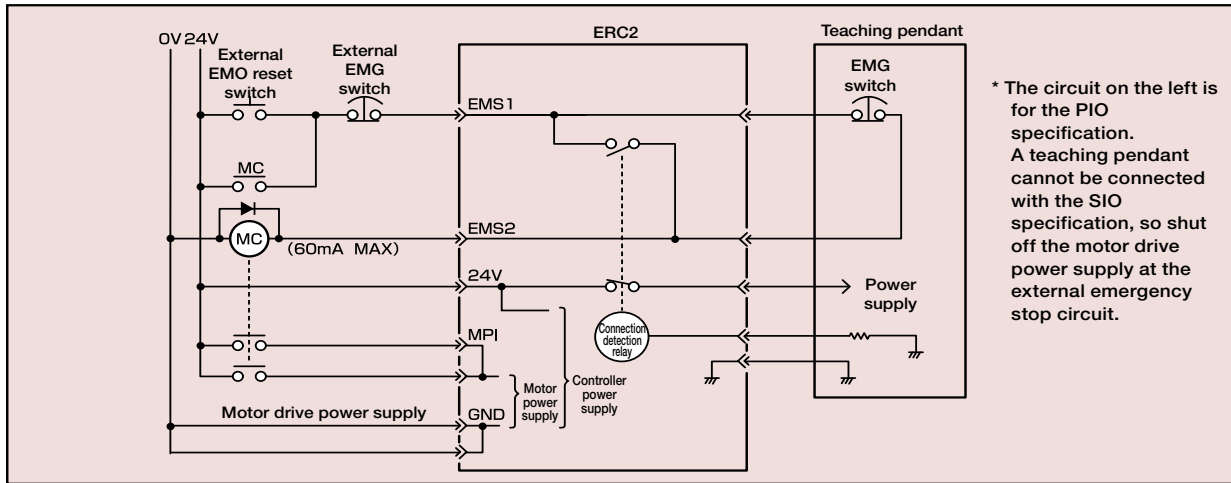 0V 24V
External
EMO reset
switch
External
EMG
switch
ERC2
Teaching pendant
EMG
switch
EMS1
MC
MC
(60mA MAX)
EMS2
24V
Power
supply
Connection
detection
relay
MPI
Motor
power
supply
Controller
power
supply
Motor drive power supply
GND
* The circuit on the left is
for the PIO
specification.
A teaching pendant
cannot be connected
with the SIO
specification, so shut
off the motor drive
power supply at the
external emergency
stop circuit.